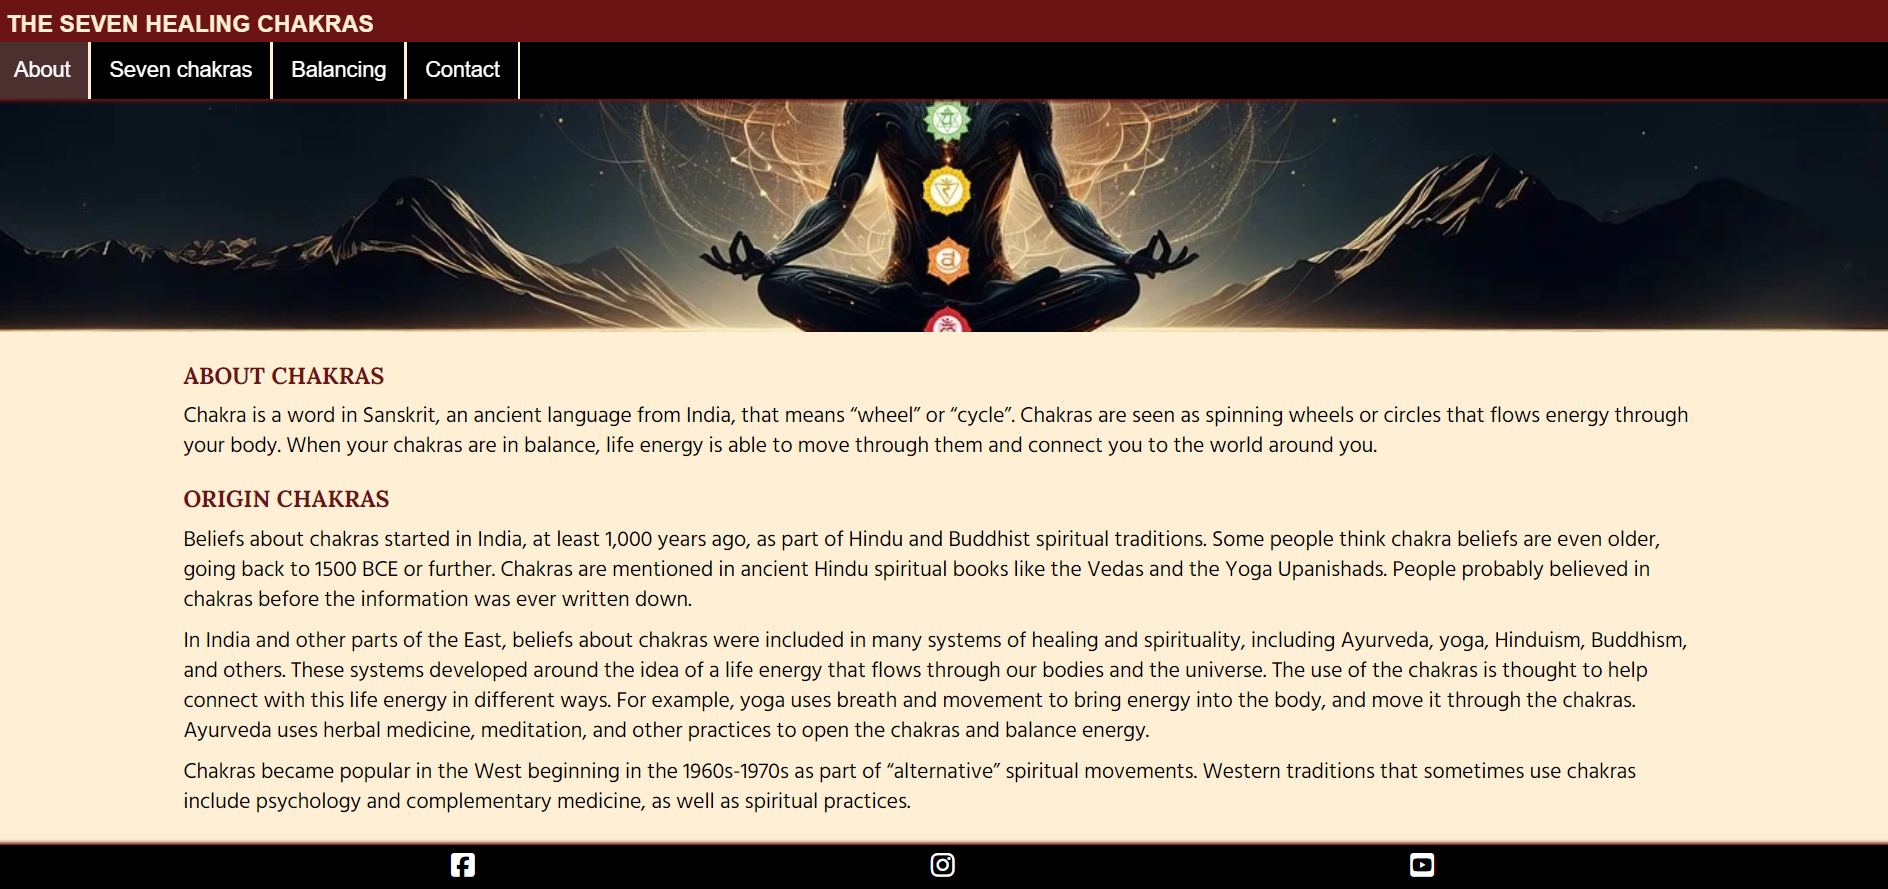 THE SEVEN HEALING CHAKRAS
About
Seven chakras
Balancing
Contact
ABOUT CHAKRAS
Chakra is a word in Sanskrit, an ancient language from India, that means “wheel” or “cycle”. Chakras are seen as spinning wheels or circles that flows energy through
your body. When your chakras are in balance, life energy is able to move through them and connect you to the world around you.
ORIGIN CHAKRAS
Beliefs about chakras started in India, at least 1,000 years ago, as part of Hindu and Buddhist spiritual traditions. Some people think chakra beliefs are even older,
going back to 1500 BCE or further. Chakras are mentioned in ancient Hindu spiritual books like the Vedas and the Yoga Upanishads. People probably believed in
chakras before the information was ever written down.
In India and other parts of the East, beliefs about chakras were included in many systems of healing and spirituality, including Ayurveda, yoga, Hinduism, Buddhism,
and others. These systems developed around the idea of a life energy that flows through our bodies and the universe. The use of the chakras is thought to help
connect with this life energy in different ways. For example, yoga uses breath and movement to bring energy into the body, and move it through the chakras.
Ayurveda uses herbal medicine, meditation, and other practices to open the chakras and balance energy.
Chakras became popular in the West beginning in the 1960s-1970s as part of “alternative” spiritual movements. Western traditions that sometimes use chakras
include psychology and complementary medicine, as well as spiritual practices.